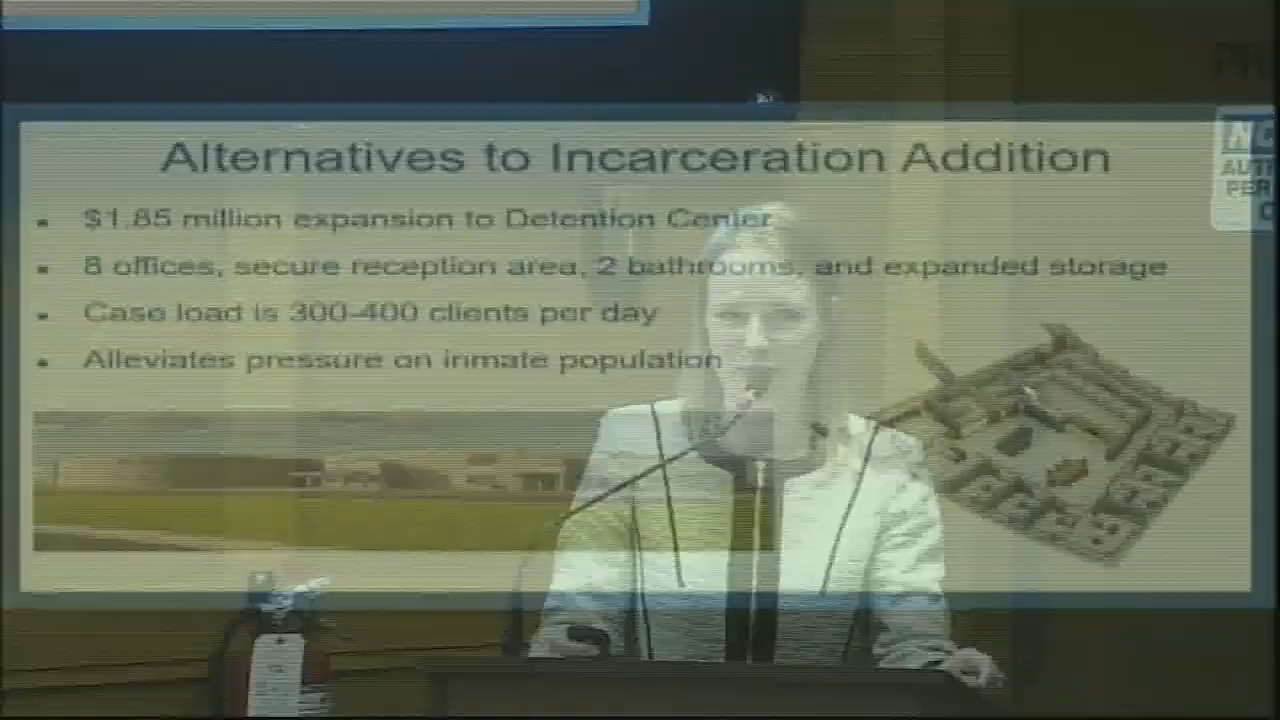 Alternatives to Incarceration Addition
$1.85 million expansion to Detention Center
8 offices, secure reception area, 2 bathrooms, and expanded storage
Case load is 300-400 clients per day
Alleviates pressure on inmate population